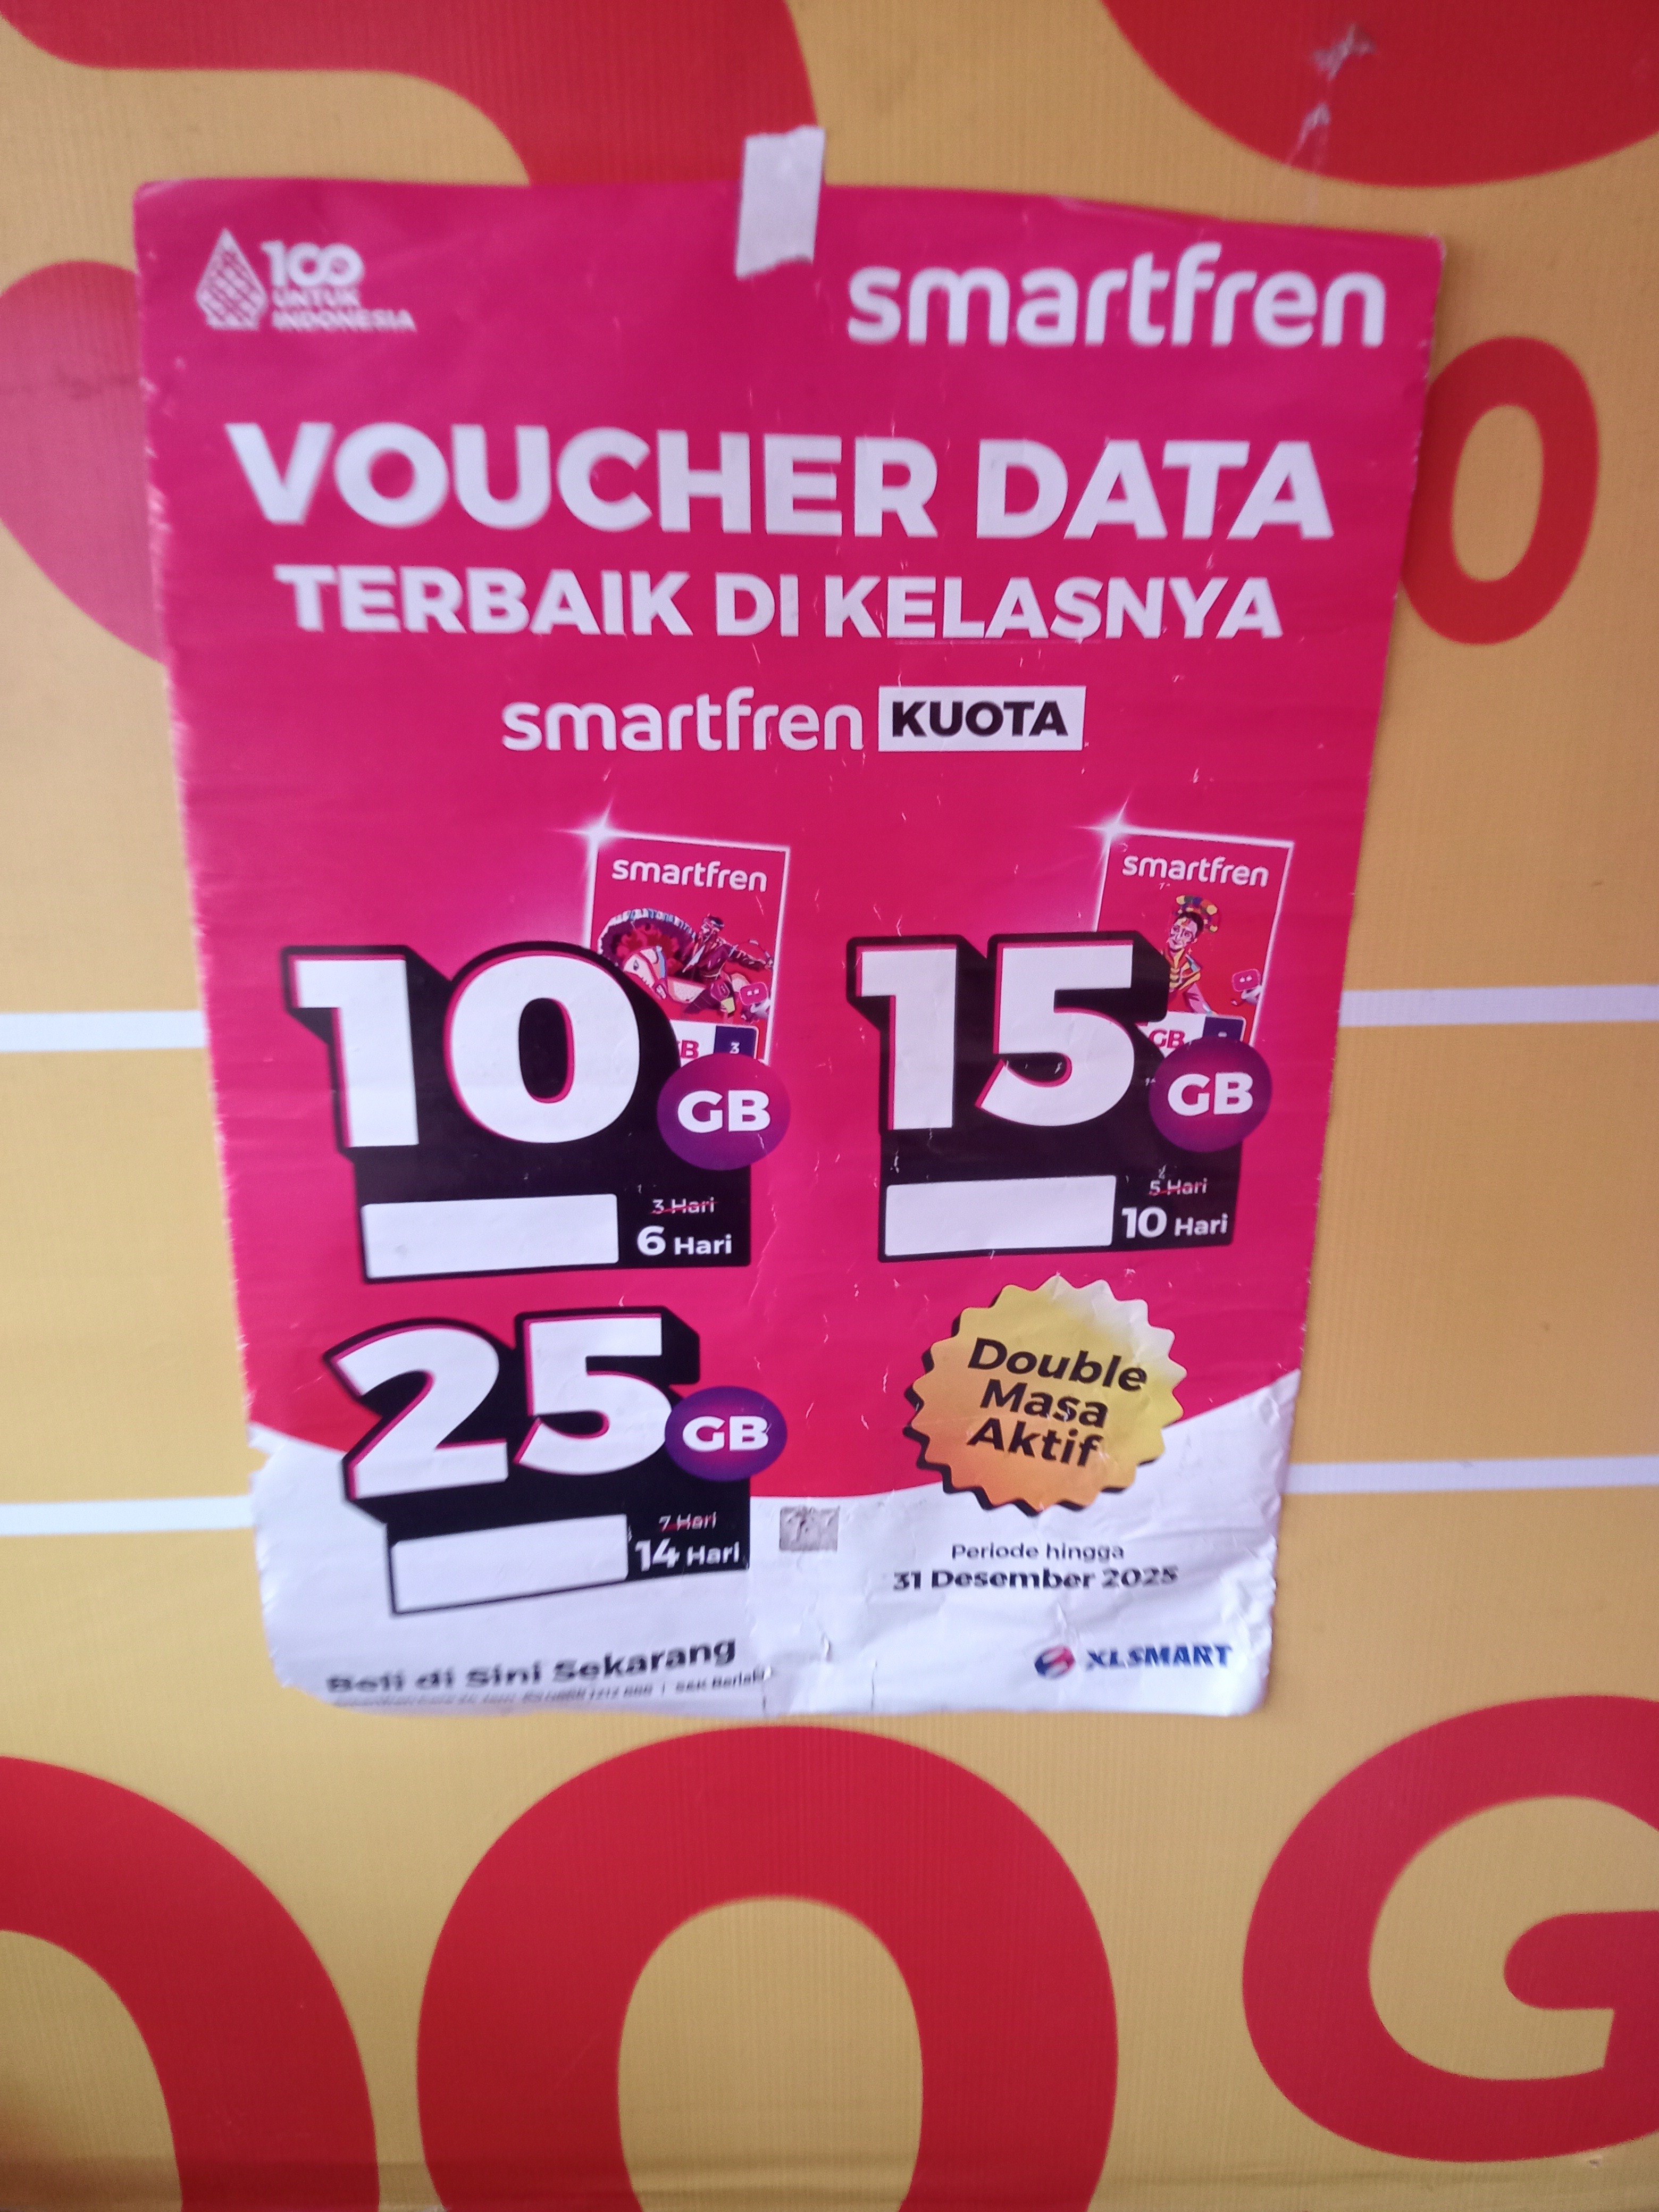 100
UNTUK
INDONESIA
smartfren
VOUCHER DATA
TERBAIK DI KELASNYA
smartfren KUOTA
smartfren
10 GB
B 3
3 Hari
6 Hari
smartfren
15 GB
GB
5 Hari
10 Hari
25 GB
7 Hari
14 Hari
Double
Masa
Aktif
Periode hingga
31 Desember 2025
Beli di Sini Sekarang
XLSMART
O
O
G